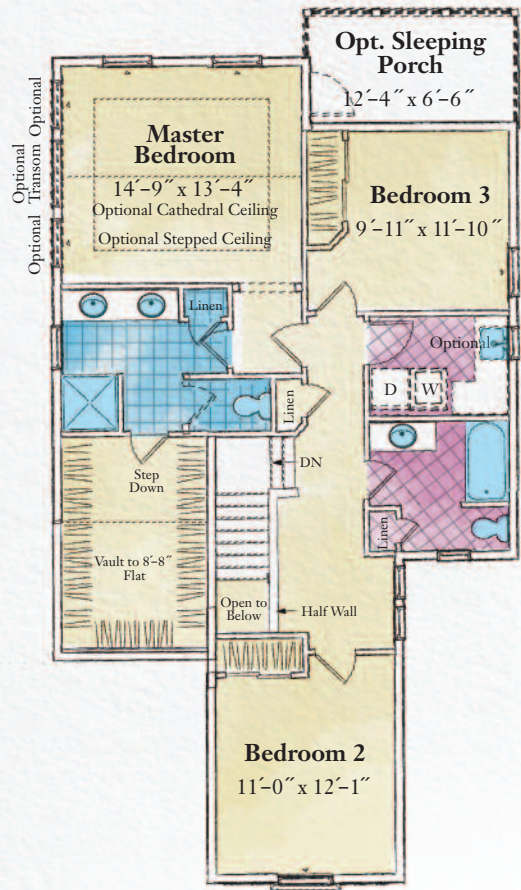 Opt. Sleeping
Porch
12′–4″ x 6′–6″
Master
Bedroom
14′–9″ x 13′–4″
Optional Cathedral Ceiling
Optional Stepped Ceiling
Optional
Optional
Transom
Optional
Bedroom 3
9′–11″ x 11′–10″
Linen
Optional
D
W
Linen
DN
Step
Down
Linen
Vault to 8′–8″
Flat
Open to
Below
Half Wall
Bedroom 2
11′–0″ x 12′–1″